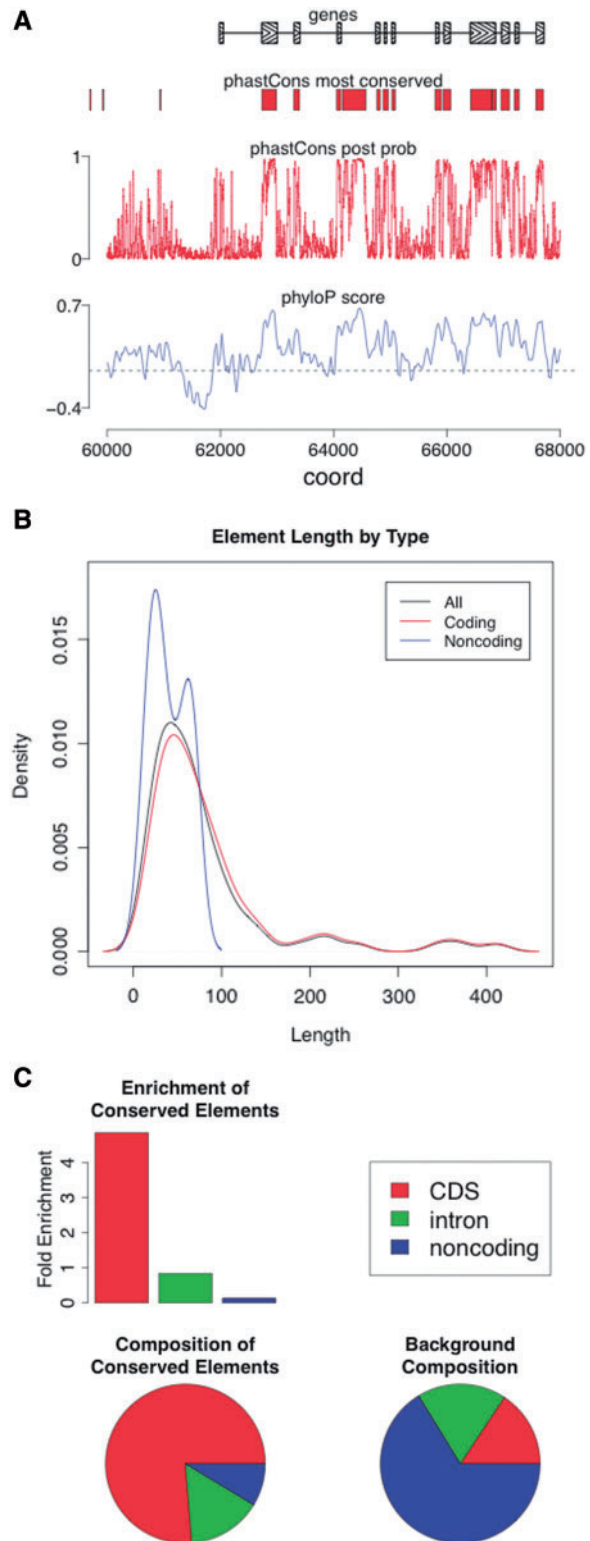 A
genes
phastCons most conserved
phastCons post prob
1
0
phyloP score
0.7
−0.4
60000 62000 64000 66000 68000
coord
B
Element Length by Type
All
Coding
Noncoding
Density
0.000 0.005 0.010 0.015
0 100 200 300 400
Length
C
Enrichment of
Conserved Elements
Fold Enrichment
0 1 2 3 4
CDS
intron
noncoding
Composition of
Conserved Elements
Background
Composition